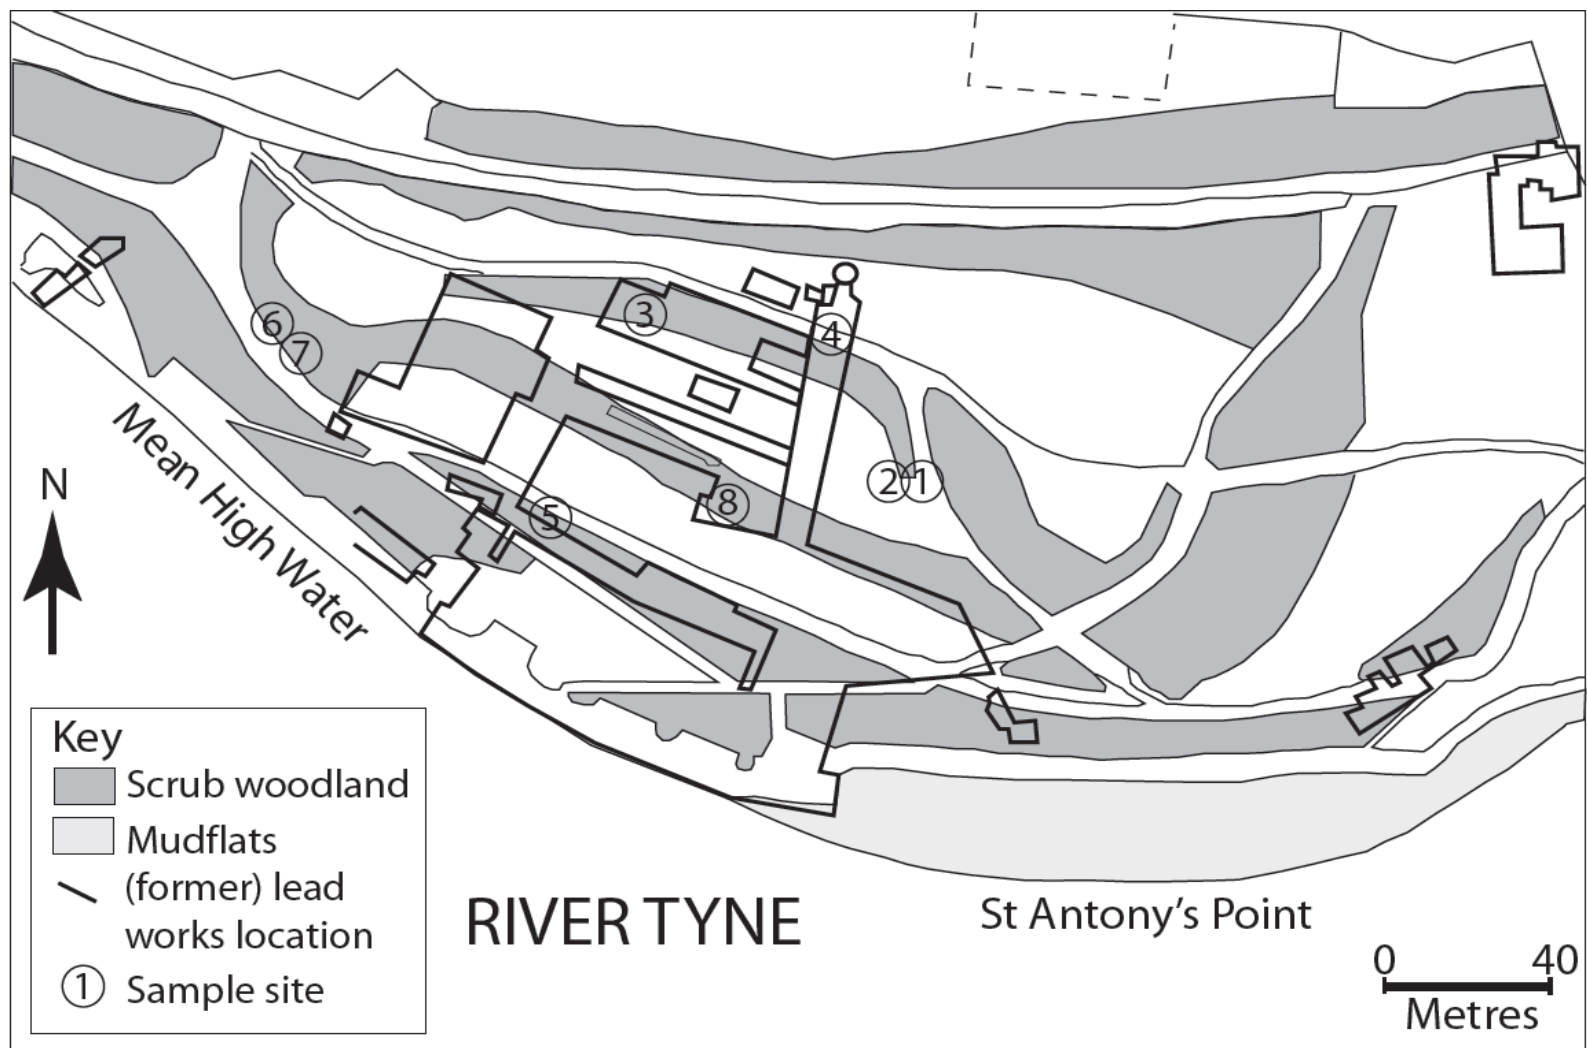 3
4
6
7
2
1
8
5
Mean High Water
N
Key
Scrub woodland
Mudflats
(former) lead
works location
1
Sample site
RIVER TYNE
St Antony's Point
0 40
Metres